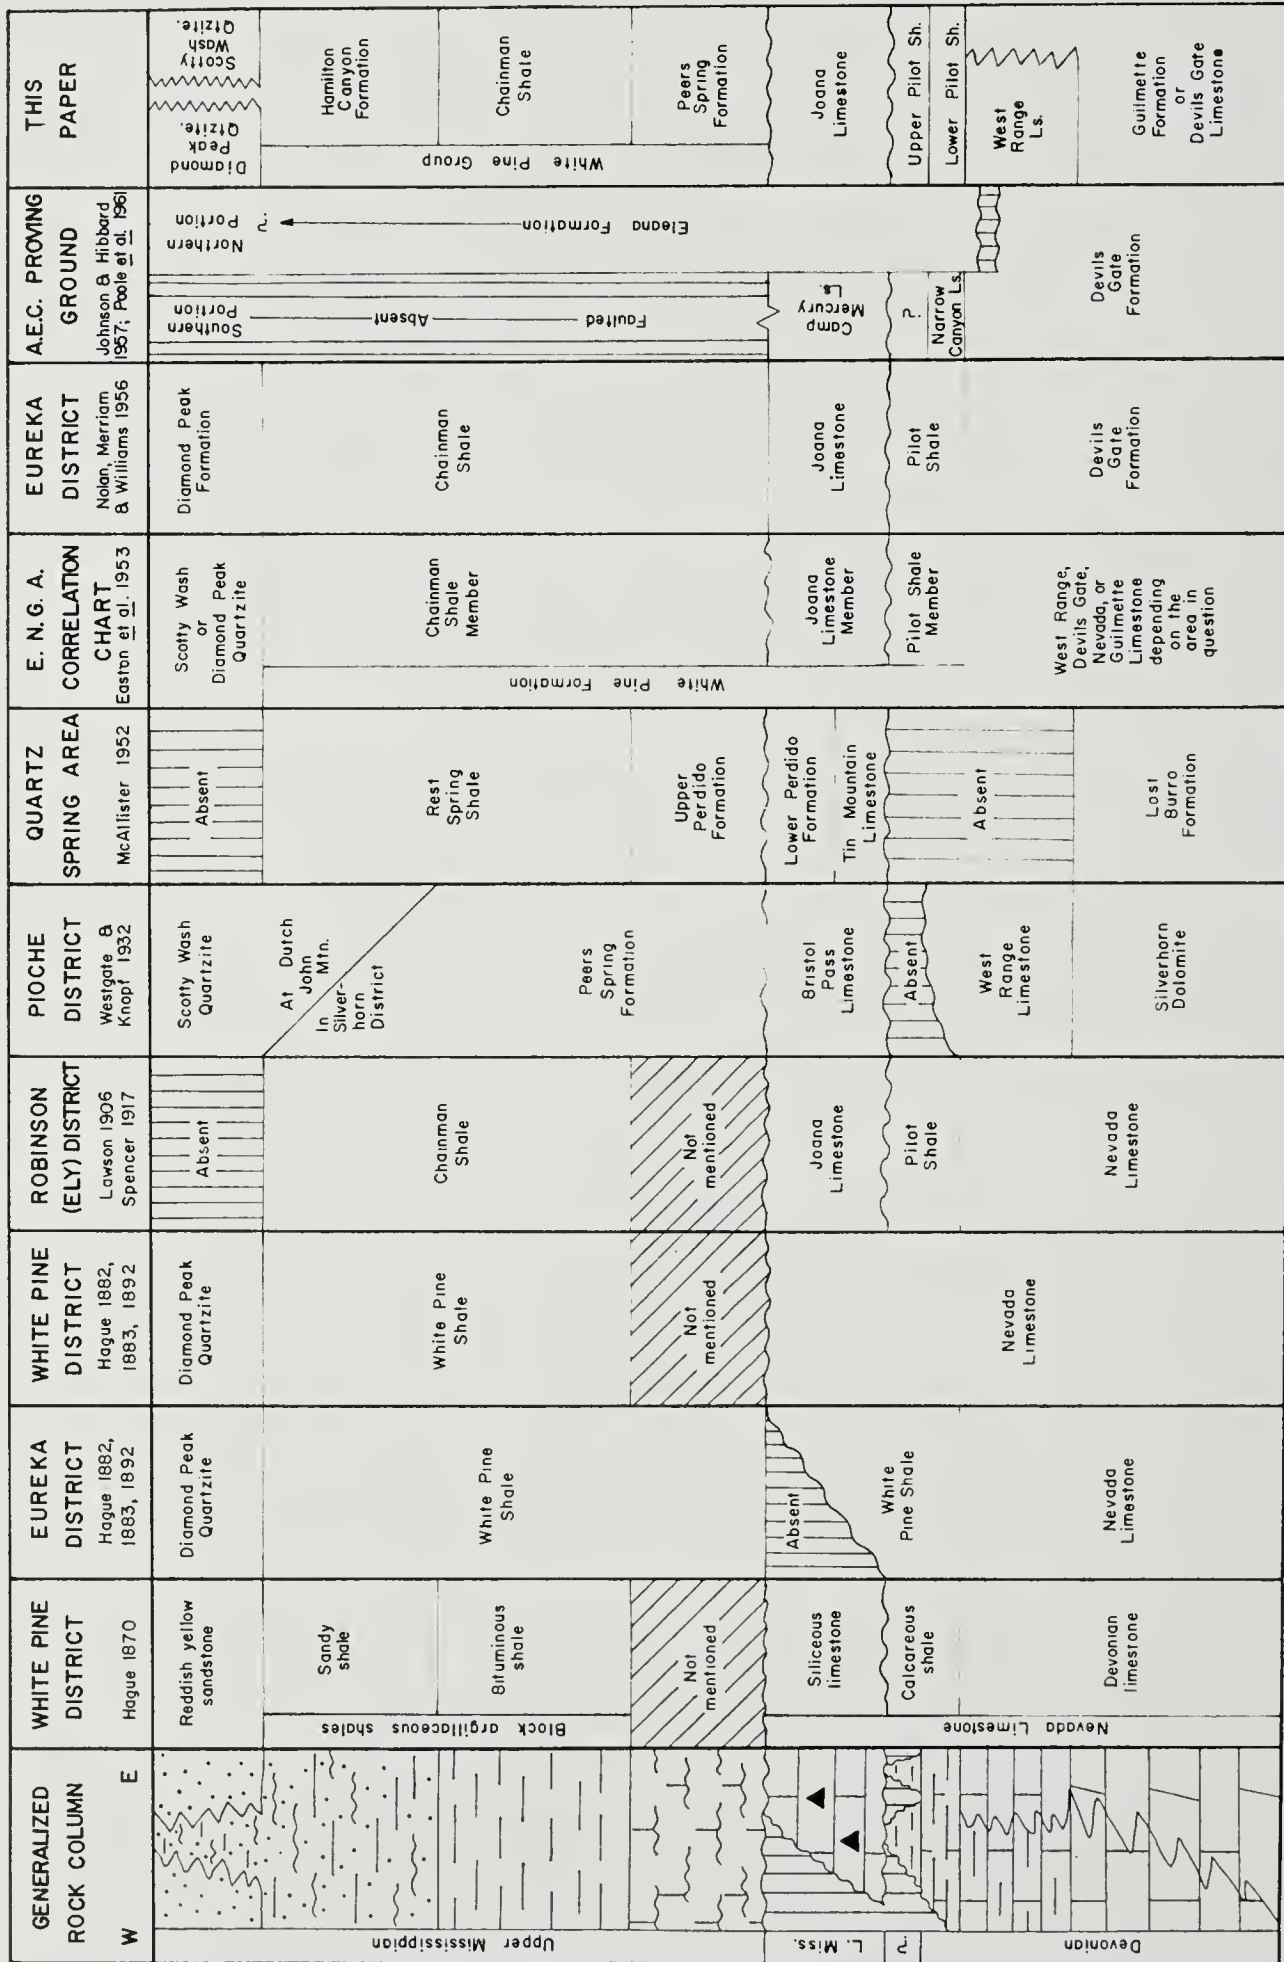 GENERALIZED
ROCK COLUMN
W E
Upper Mississippian
L. Miss.
?
Devonian
WHITE PINE
DISTRICT
Hague 1870
Reddish yellow
sandstone
Black argillaceous shales
Sandy
shale
Bituminous
shale
Not
mentioned
Nevada Limestone
Siliceous
limestone
Calcareous
shale
Devonian
limestone
EUREKA
DISTRICT
Hague 1882,
1883, 1892
Diamond Peak
Quartzite
White Pine
Shale
Absent
White
Pine Shale
Nevada
Limestone
WHITE PINE
DISTRICT
Hague 1882,
1883, 1892
Diamond Peak
Quartzite
White Pine
Shale
Not
mentioned
Nevada
Limestone
ROBINSON
(ELY) DISTRICT
Lawson 1906
Spencer 1917
Absent
Chainman
Shale
Not
mentioned
Joana
Limestone
Pilot
Shale
Nevada
Limestone
PIOCHE
DISTRICT
Westgate &
Knopf 1932
Scotty Wash
Quartzite
At Dutch
John Mtn.
In
Silver-
horn
District
Peers
Spring
Formation
Bristol
Pass
Limestone
Absent
West
Range
Limestone
Silverhorn
Dolomite
QUARTZ
SPRING AREA
McAllister 1952
Absent
Rest
Spring
Shale
Upper
Perdido
Formation
Lower Perdido
Formation
Tin Mountain
Limestone
Absent
Lost
Burro
Formation
E. N. G. A.
CORRELATION
CHART
Easton et al. 1953
Scotty Wash
or
Diamond Peak
Quartzite
White Pine Formation
Chainman
Shale
Member
Joana
Limestone
Member
Pilot Shale
Member
West Range,
Devils Gate,
Nevada, or
Guilmette
Limestone
depending
on the
area in
question
EUREKA
DISTRICT
Nolan, Merriam
& Williams 1956
Diamond Peak
Formation
Chainman
Shale
Joana
Limestone
Pilot
Shale
Devils
Gate
Formation
A.E.C. PROVING
GROUND
Johnson & Hibbard
1957; Poole et al. 1961
Southern
Portion
Absent
Faulted
Northern
Portion
?
Eleana Formation
Camp
Mercury
Ls.
?
Narrow
Canyon Ls.
Devils
Gate
Formation
THIS
PAPER
Diamond
Peak
Qtzite.
Scotty
Wash
Qtzite.
White Pine Group
Hamilton
Canyon
Formation
Chainman
Shale
Peers
Spring
Formation
Joana
Limestone
Upper Pilot Sh.
Lower Pilot Sh.
West
Range
Ls.
Guilmette
Formation
or
Devils Gate
Limestone